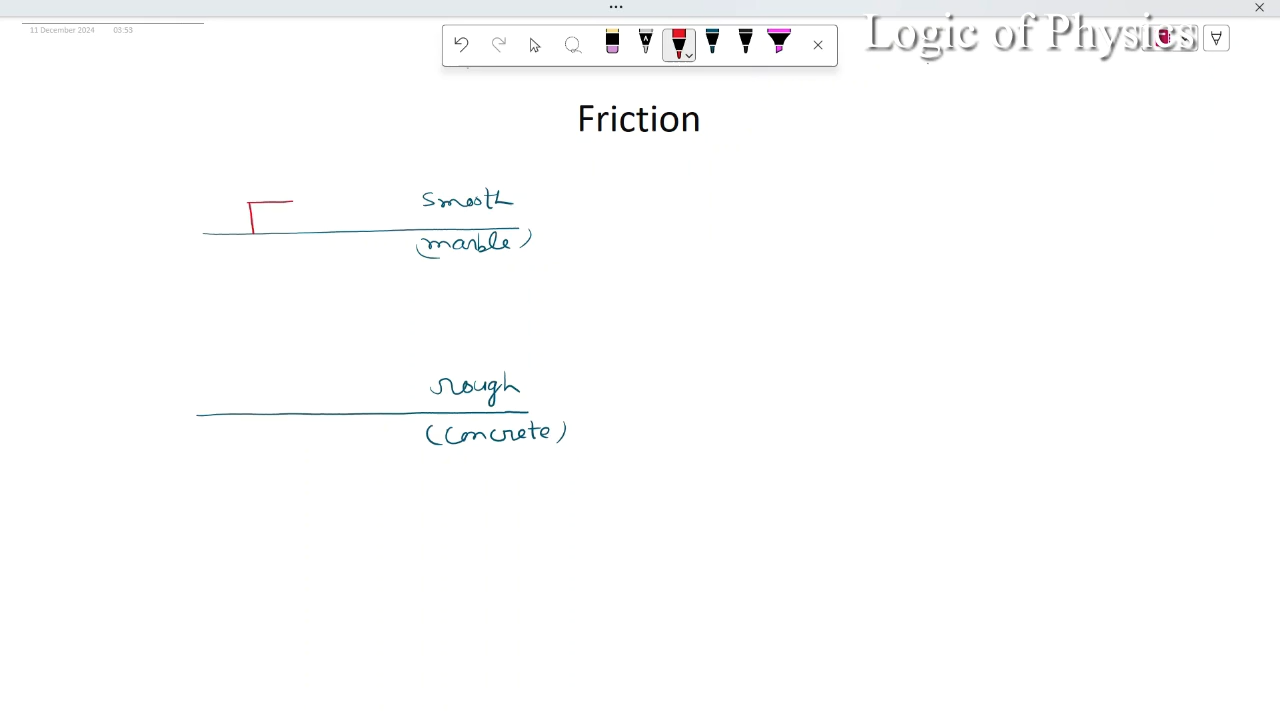 11 December 2024 03:53
Logic of Physics
Friction
smooth
(marble)
rough
(concrete)